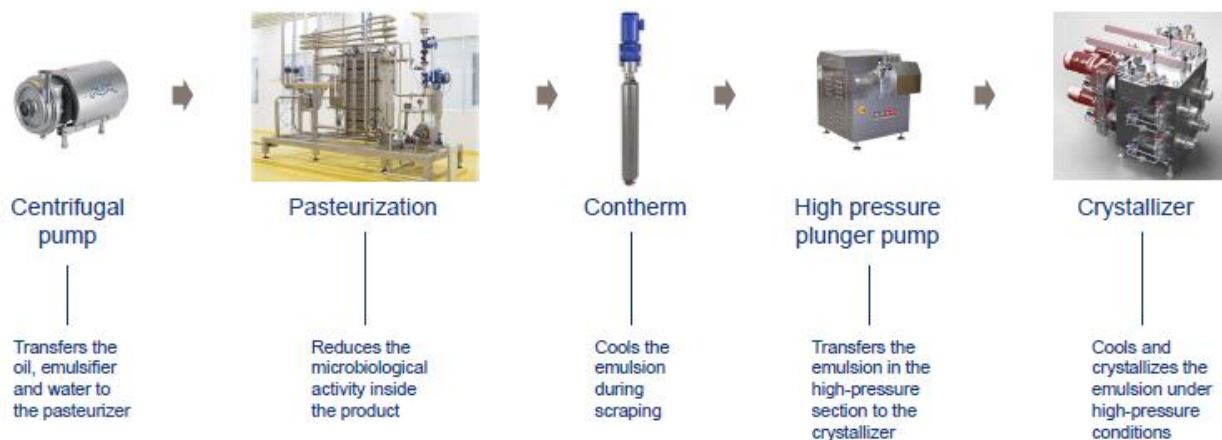 Centrifugal
pump
Pasteurization
Contherm
High pressure
plunger pump
Crystallizer
Transfers the
oil, emulsifier
and water to
the pasteurizer
Reduces the
microbiological
activity inside
the product
Cools the
emulsion
during
scraping
Transfers the
emulsion in the
high-pressure
section to the
crystallizer
Cools and
crystallizes the
emulsion under
high-pressure
conditions